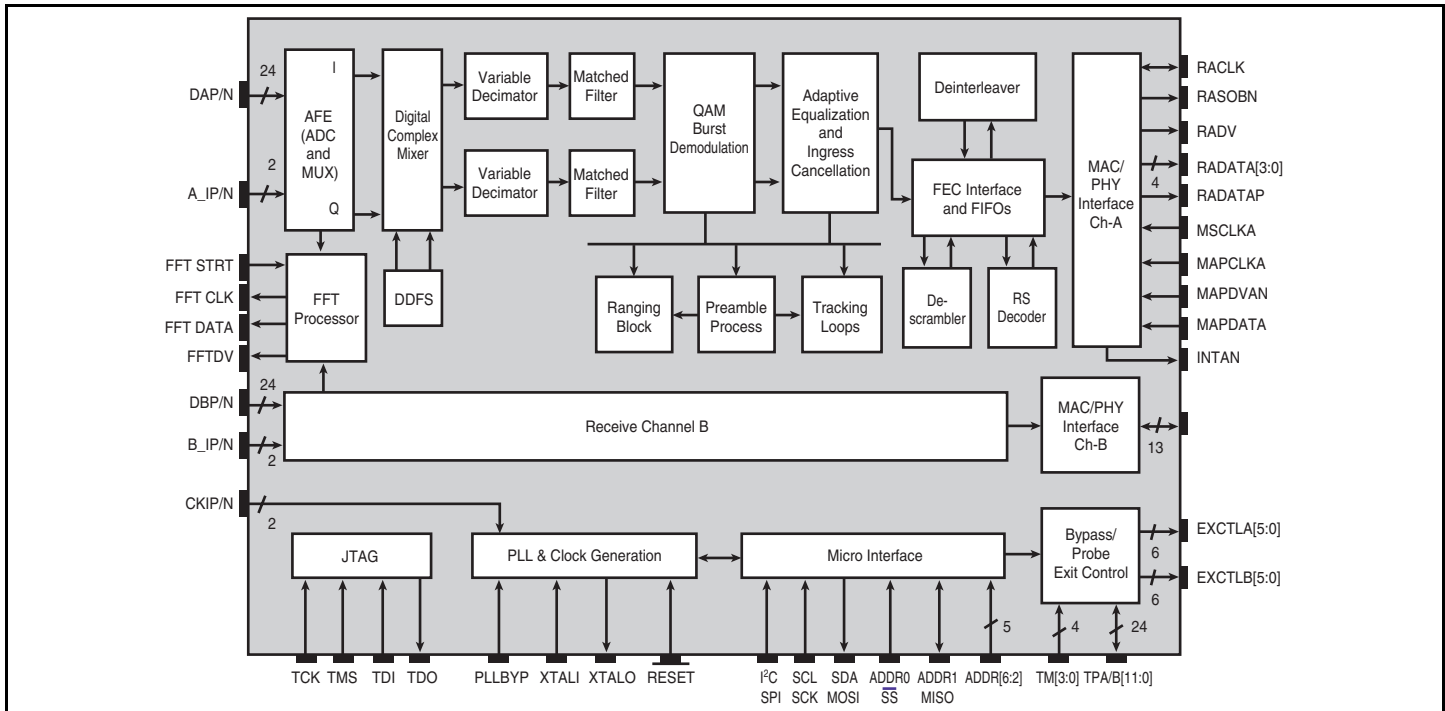 DAP/N
24
A_IP/N
2
FFT STRT
FFT CLK
FFT DATA
FFTDV
DBP/N
24
B_IP/N
2
CKIP/N
2
I
AFE
(ADC
and
MUX)
Q
Digital
Complex
Mixer
Variable
Decimator
Matched
Filter
Variable
Decimator
Matched
Filter
QAM
Burst
Demodulation
Adaptive
Equalization
and
Ingress
Cancellation
Deinterleaver
FEC Interface
and FIFOs
MAC/
PHY
Interface
Ch-A
FFT
Processor
DDFS
Ranging
Block
Preamble
Process
Tracking
Loops
De-
scrambler
RS
Decoder
RACLK
RASOBN
RADV
RADATA[3:0]
4
RADATAP
MSCLKA
MAPCLKA
MAPDVAN
MAPDATA
INTAN
Receive Channel B
MAC/PHY
Interface
Ch-B
13
JTAG
PLL & Clock Generation
Micro Interface
Bypass/
Probe
Exit Control
EXCTLA[5:0]
6
EXCTLB[5:0]
6
5
4
24
TCK
TMS
TDI
TDO
PLLBYP
XTALI
XTALO
RESET
I²C
SPI
SCL
SCK
SDA
MOSI
ADDR0
SS
ADDR1
MISO
ADDR[6:2]
TM[3:0]
TPA/B[11:0]